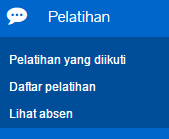 Pelatihan
Pelatihan yang diikuti
Daftar pelatihan
Lihat absen